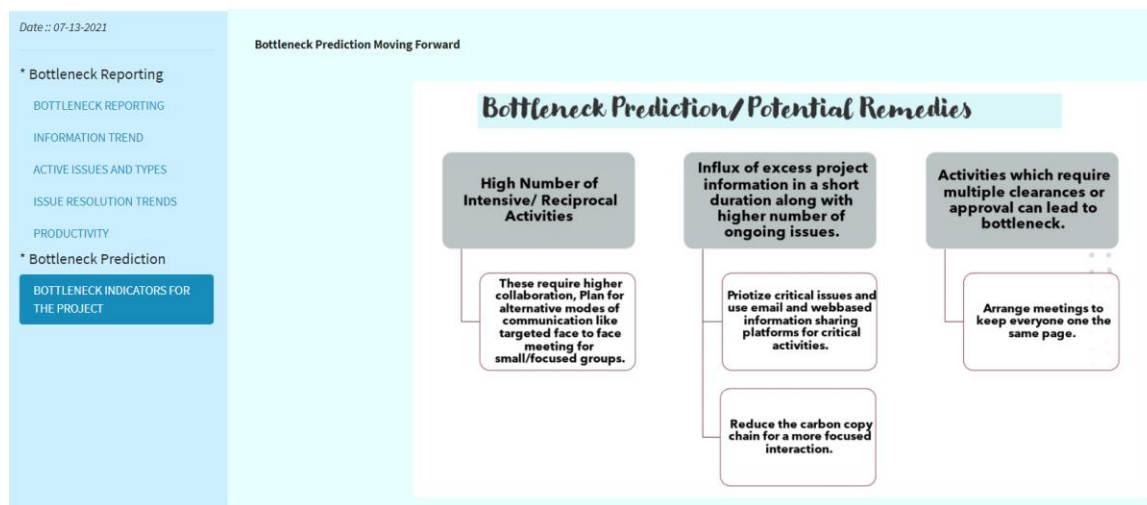 Date :: 07-13-2021
* Bottleneck Reporting
BOTTLENECK REPORTING
INFORMATION TREND
ACTIVE ISSUES AND TYPES
ISSUE RESOLUTION TRENDS
PRODUCTIVITY
* Bottleneck Prediction
BOTTLENECK INDICATORS FOR
THE PROJECT
Bottleneck Prediction Moving Forward
Bottleneck Prediction/Potential Remedies
High Number of
Intensive/ Reciprocal
Activities
These require higher
collaboration, Plan for
alternative modes of
communication like
targeted face to face
meeting for
small/focused groups.
Influx of excess project
information in a short
duration along with
higher number of
ongoing issues.
Priotize critical issues and
use email and webbased
information sharing
platforms for critical
activities.
Reduce the carbon copy
chain for a more focused
interaction.
Activities which require
multiple clearances or
approval can lead to
bottleneck.
Arrange meetings to
keep everyone one the
same page.